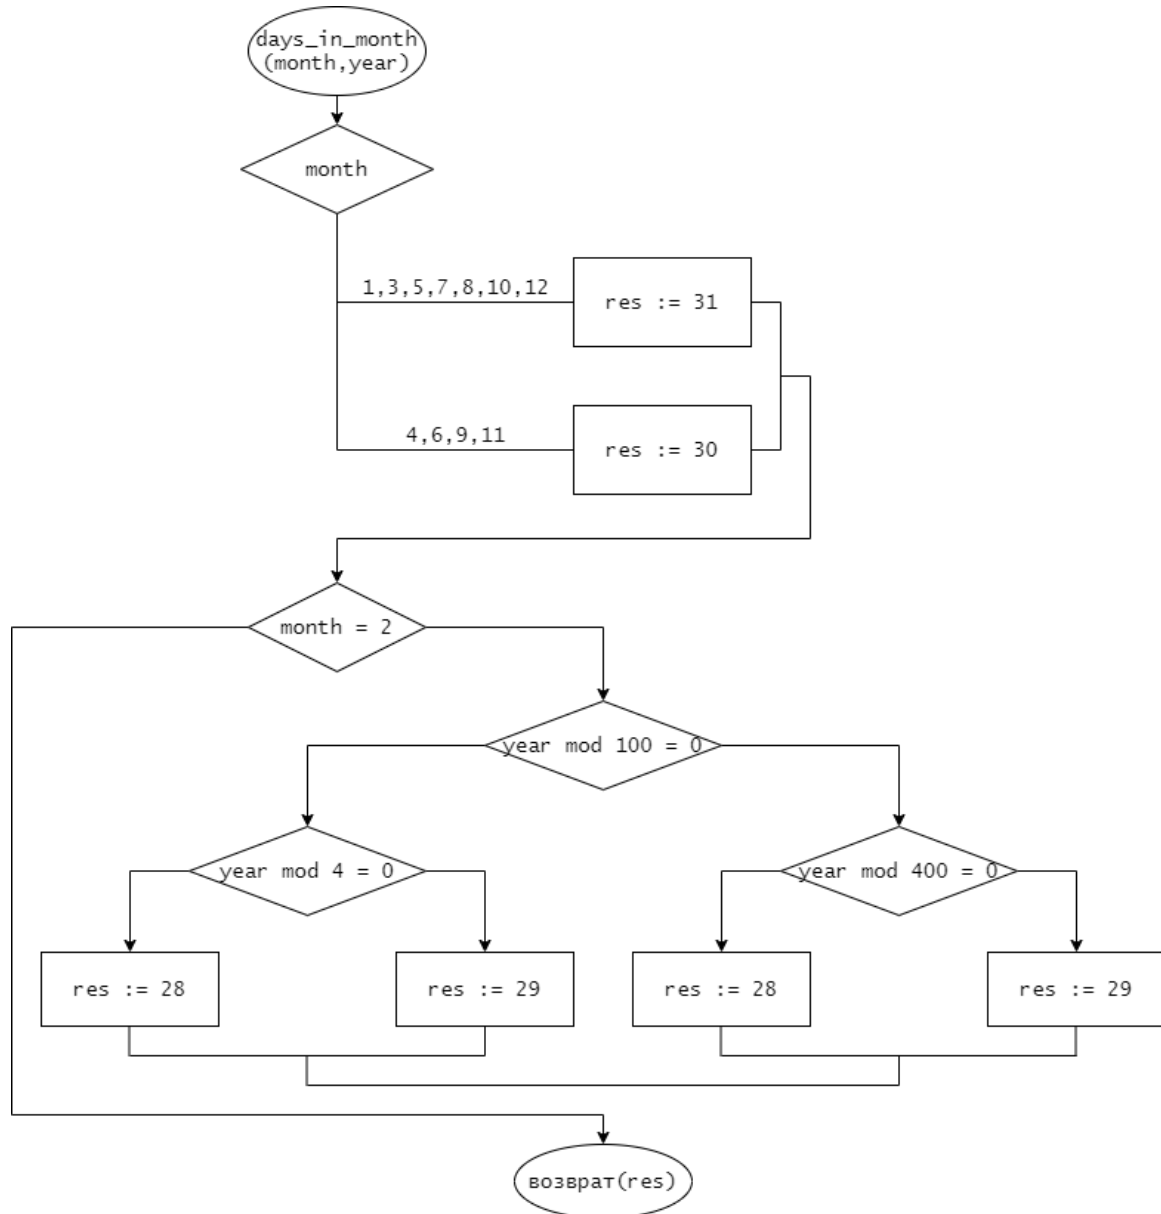 days_in_month
(month,year)
month
1,3,5,7,8,10,12
res := 31
4,6,9,11
res := 30
month = 2
year mod 100 = 0
year mod 4 = 0
year mod 400 = 0
res := 28
res := 29
res := 28
res := 29
возврат(res)